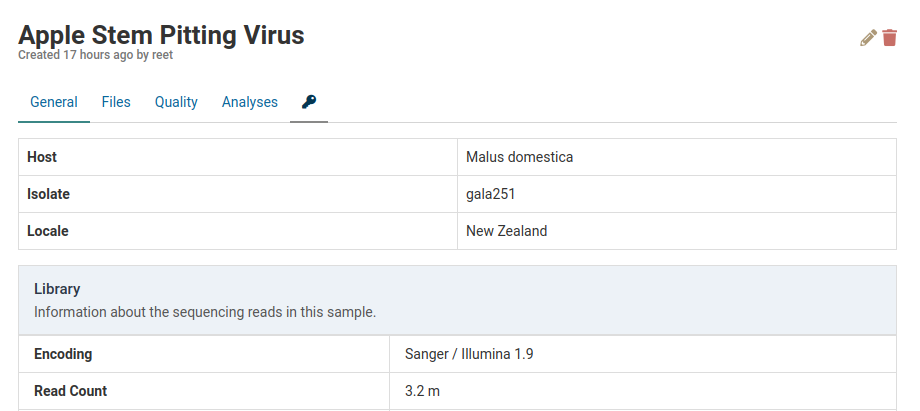 Apple Stem Pitting Virus
Created 17 hours ago by reet
General Files Quality Analyses
Host Malus domestica
Isolate gala251
Locale New Zealand
Library
Information about the sequencing reads in this sample.
Encoding Sanger / Illumina 1.9
Read Count 3.2 m